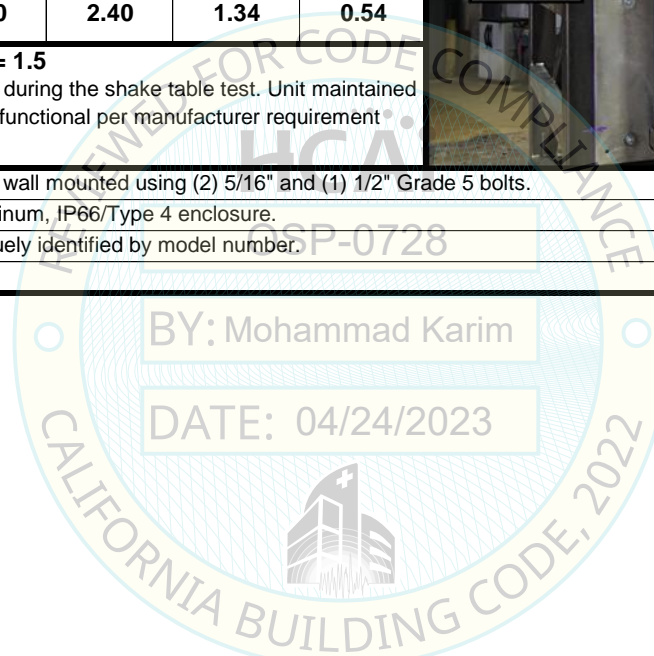 0 2.40 1.34 0.54
= 1.5
during the shake table test. Unit maintained
functional per manufacturer requirement
wall mounted using (2) 5/16" and (1) 1/2" Grade 5 bolts.
inum, IP66/Type 4 enclosure.
uely identified by model number.
REVIEWED FOR CODE COMPLIANCE
HCAI
OSP-0728
BY: Mohammad Karim
DATE: 04/24/2023
CALIFORNIA BUILDING CODE, 2022